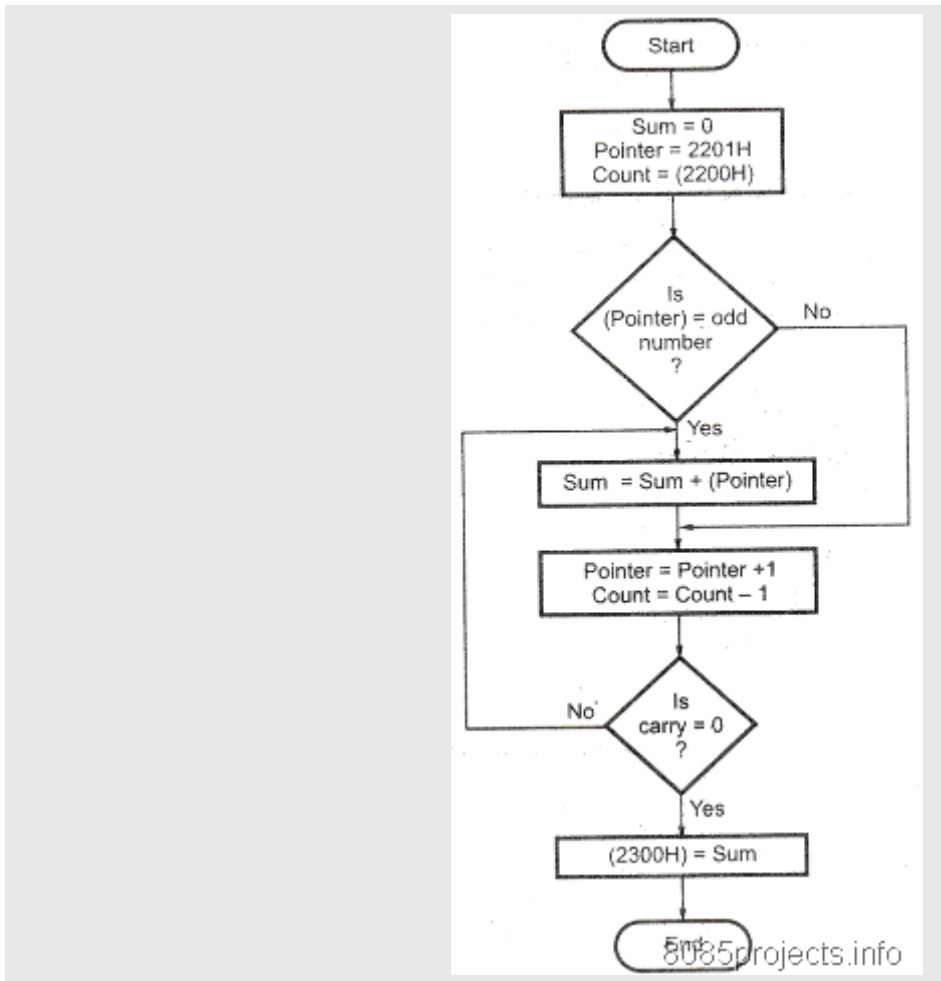 Start
Sum = 0
Pointer = 2201H
Count = (2200H)
Is
(Pointer) = odd
number
?
No
Yes
Sum = Sum + (Pointer)
Pointer = Pointer +1
Count = Count – 1
Is
carry = 0
?
No
Yes
(2300H) = Sum
End
8085projects.info